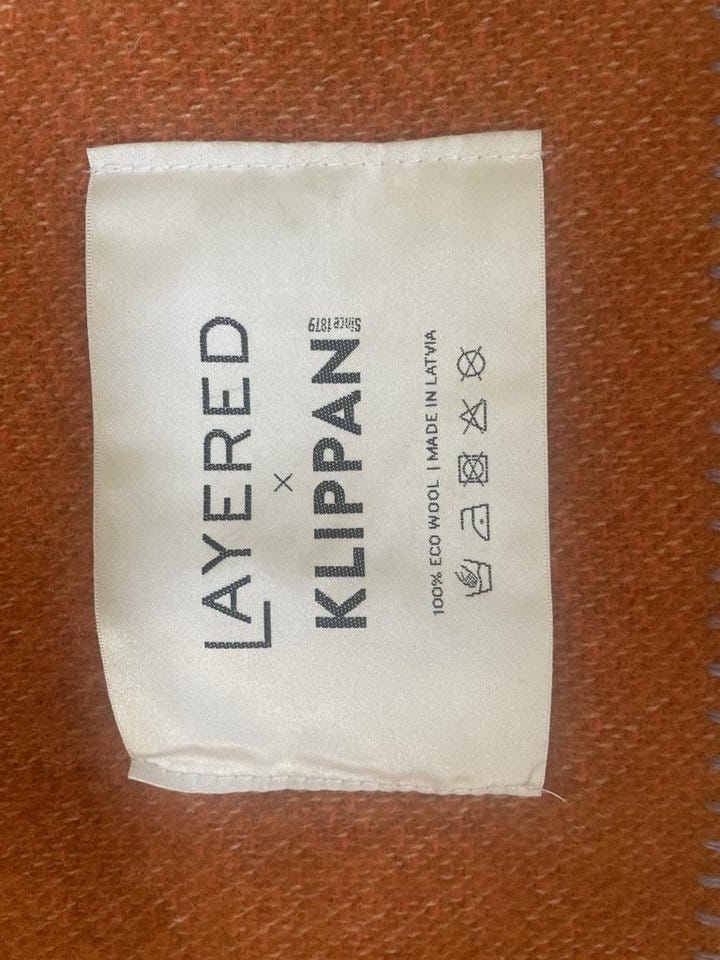 LAYERED
×
KLIPPAN Since 1879
100% ECO WOOL | MADE IN LATVIA